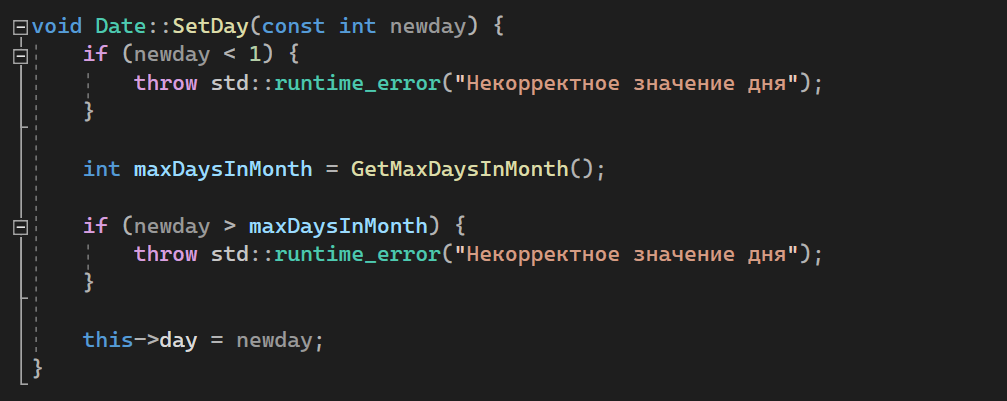 void Date::SetDay(const int newday) {
if (newday < 1) {
throw std::runtime_error("Некорректное значение дня");
}
int maxDaysInMonth = GetMaxDaysInMonth();
if (newday > maxDaysInMonth) {
throw std::runtime_error("Некорректное значение дня");
}
this->day = newday;
}